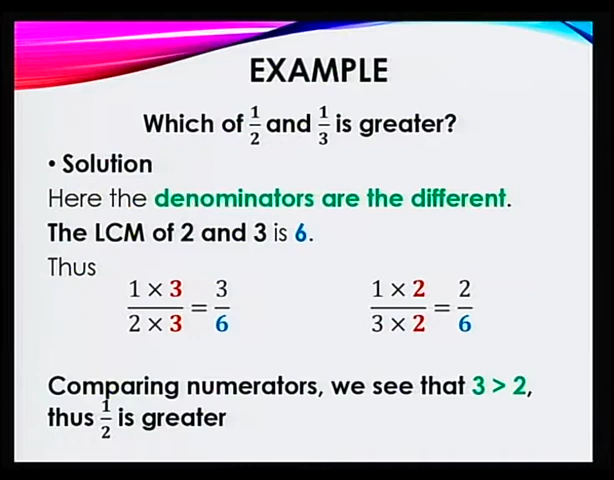 EXAMPLE
Which of 1/2 and 1/3 is greater?
• Solution
Here the denominators are the different.
The LCM of 2 and 3 is 6.
Thus
1 × 3 / 2 × 3 = 3/6    1 × 2 / 3 × 2 = 2/6
Comparing numerators, we see that 3 > 2,
thus 1/2 is greater